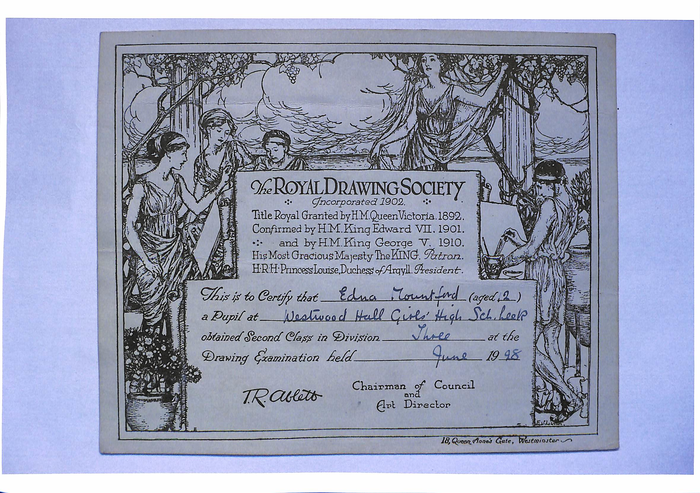 The ROYAL DRAWING SOCIETY
Incorporated 1902.
Title Royal Granted by H.M. Queen Victoria. 1892.
Confirmed by H.M. King Edward VII. 1901.
and by H.M. King George V. 1910.
His Most Gracious Majesty The KING. Patron.
H.R.H. Princess Louise, Duchess of Argyll. President.
This is to Certify that Edna Mountford (aged 2)
a Pupil at Westwood Hall Girls' High Sch. Leek
obtained Second Class in Division Three at the
Drawing Examination held June 19
T.R. Ablett
Chairman of Council
and
Art Director
18, Queen Anne's Gate, Westminster